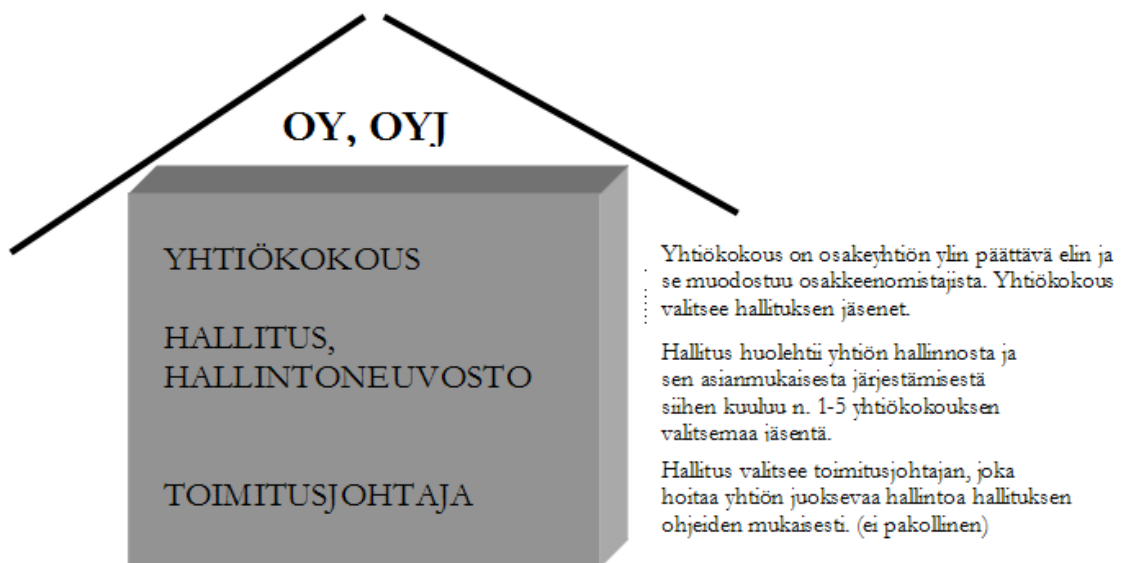 OY, OYJ
YHTIÖKOKOUS
Yhtiökokous on osakeyhtiön ylin päättävä elin ja
se muodostuu osakkeenomistajista. Yhtiökokous
valitsee hallituksen jäsenet.
HALLITUS,
HALLINTONEUVOSTO
Hallitus huolehtii yhtiön hallinnosta ja
sen asianmukaisesta järjestämisestä
siihen kuuluu n. 1-5 yhtiökokouksen
valitsemaa jäsentä.
TOIMITUSJOHTAJA
Hallitus valitsee toimitusjohtajan, joka
hoitaa yhtiön juoksevaa hallintoa hallituksen
ohjeiden mukaisesti. (ei pakollinen)